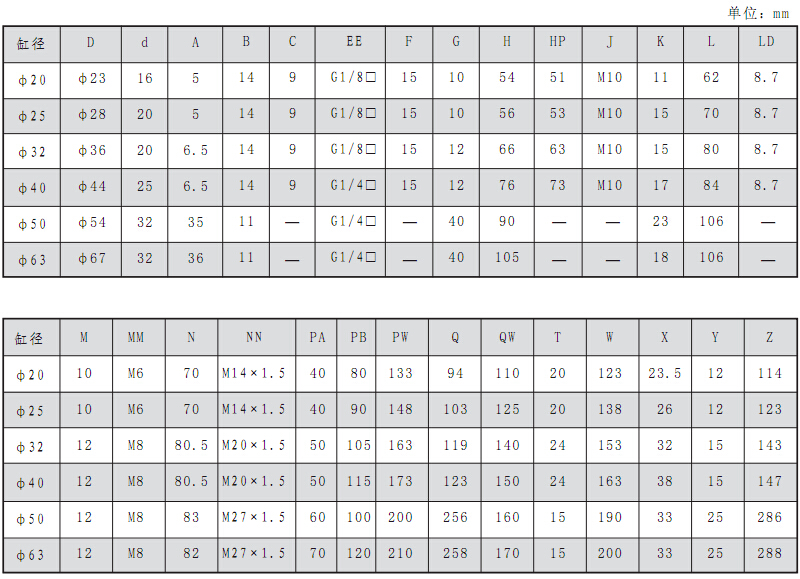 单位: mm
缸径 D d A B C EE F G H HP J K L LD
φ20 φ23 16 5 14 9 G1/8□ 15 10 54 51 M10 11 62 8.7
φ25 φ28 20 5 14 9 G1/8□ 15 10 56 53 M10 15 70 8.7
φ32 φ36 20 6.5 14 9 G1/8□ 15 12 66 63 M10 15 80 8.7
φ40 φ44 25 6.5 14 9 G1/4□ 15 12 76 73 M10 17 84 8.7
φ50 φ54 32 35 11 — G1/4□ — 40 90 — — 23 106 —
φ63 φ67 32 36 11 — G1/4□ — 40 105 — — 18 106 —
缸径 M MM N NN PA PB PW Q QW T W X Y Z
φ20 10 M6 70 M14×1.5 40 80 133 94 110 20 123 23.5 12 114
φ25 10 M6 70 M14×1.5 40 90 148 103 125 20 138 26 12 123
φ32 12 M8 80.5 M20×1.5 50 105 163 119 140 24 153 32 15 143
φ40 12 M8 80.5 M20×1.5 50 115 173 123 150 24 163 38 15 147
φ50 12 M8 83 M27×1.5 60 100 200 256 160 15 190 33 25 286
φ63 12 M8 82 M27×1.5 70 120 210 258 170 15 200 33 25 288